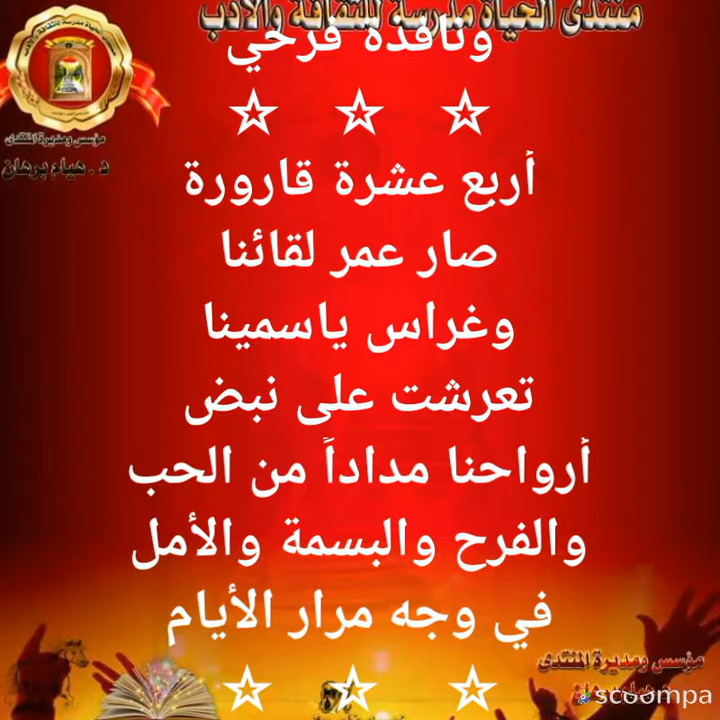 منتدى الحياة مدرسة للثقافة والأدب
ونافذة فرحي
مؤسس ومديرة المنتدى
د . هيام برهان
أربع عشرة قارورة
صار عمر لقائنا
وغراس ياسمينا
تعرشت على نبض
أرواحنا مداداً من الحب
والفرح والبسمة والأمل
في وجه مرار الأيام
مؤسس ومديرة المنتدى
scoompa